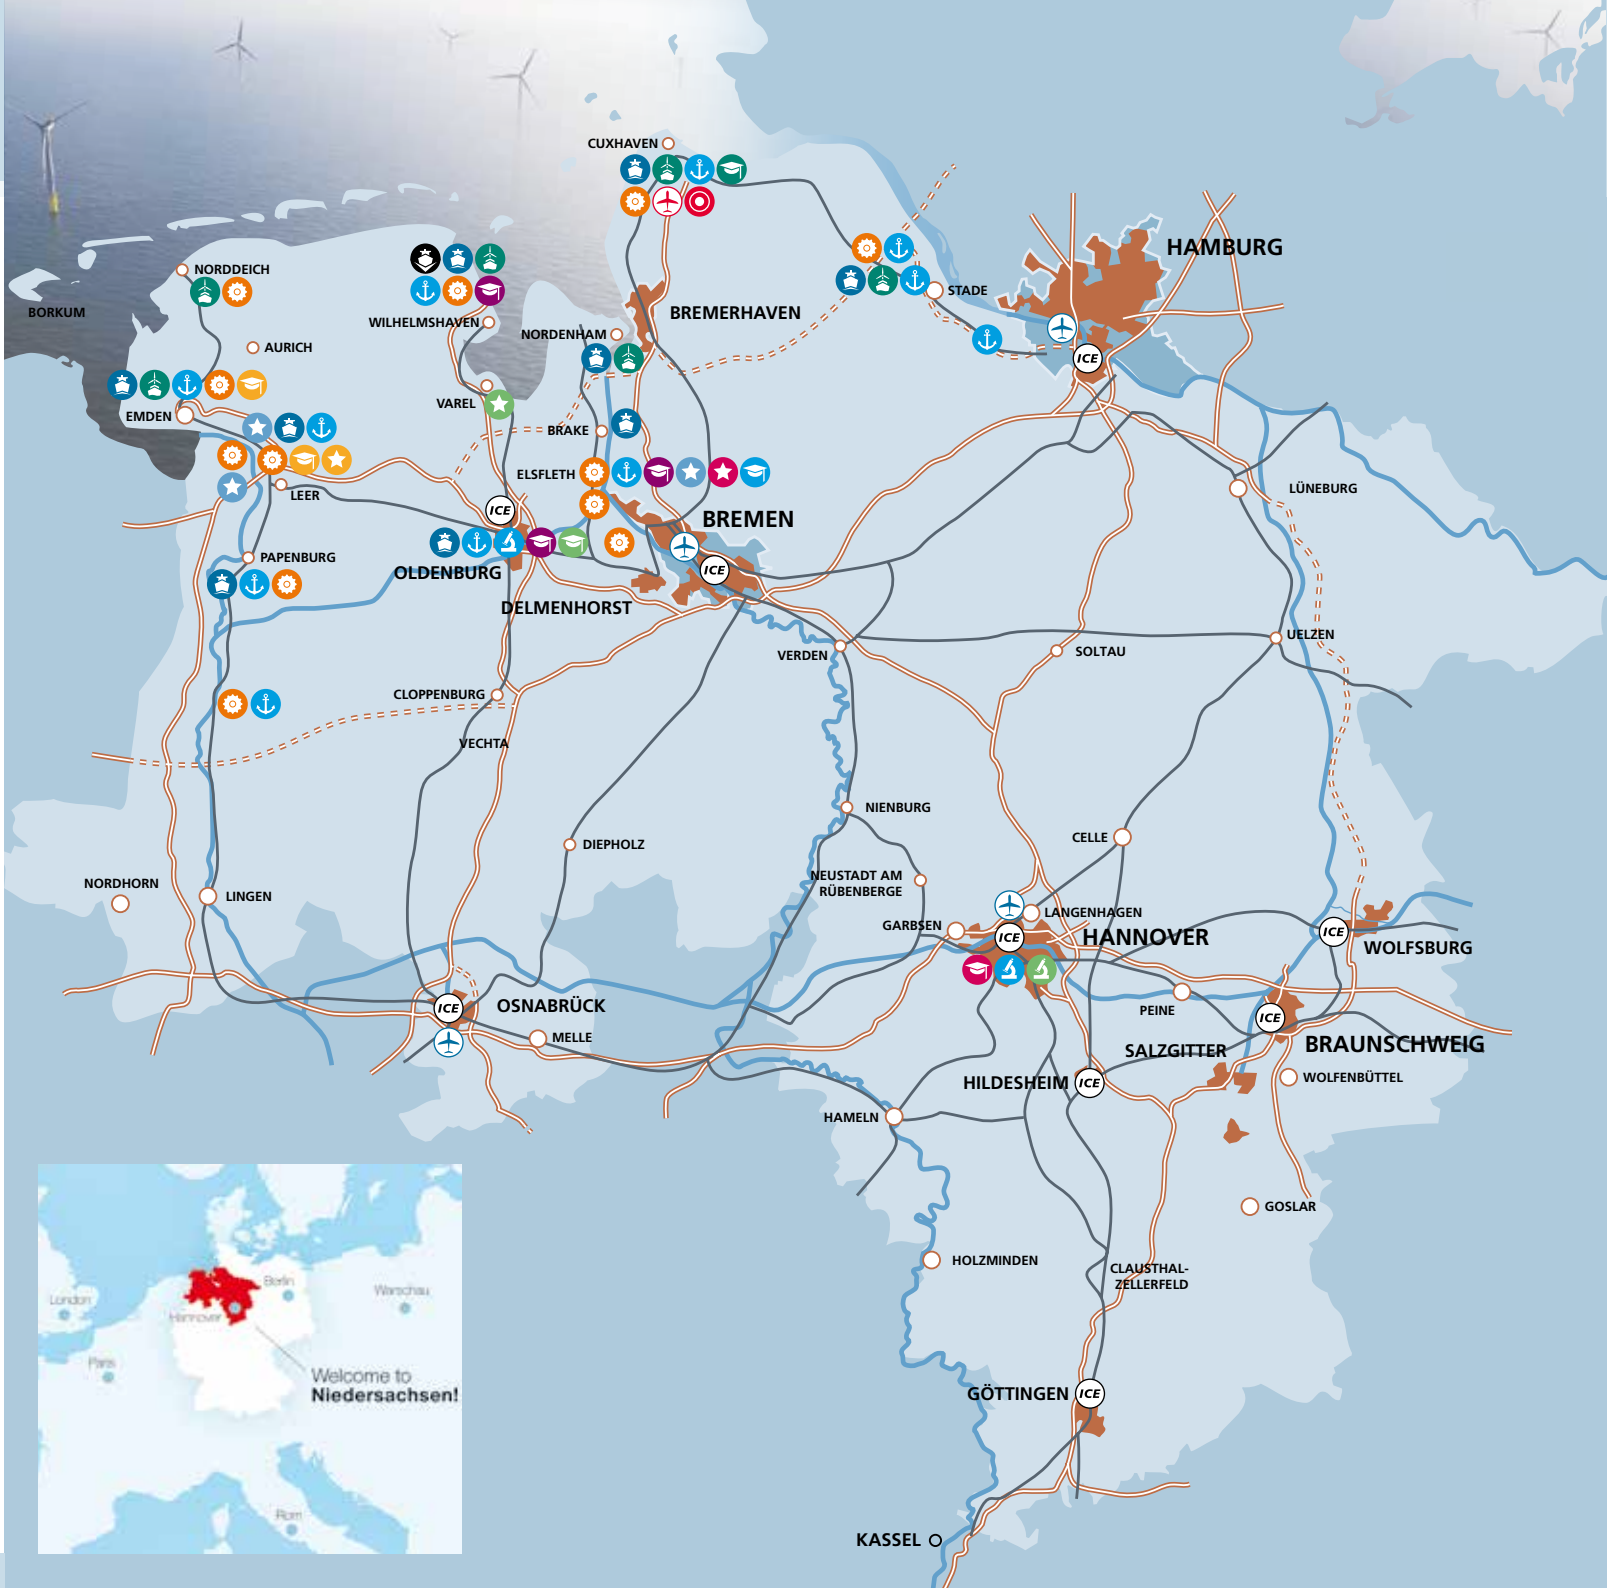 CUXHAVEN
HAMBURG
NORDDEICH
STADE
BORKUM
BREMERHAVEN
WILHELMSHAVEN
NORDENHAM
AURICH
VAREL
EMDEN
BRAKE
ELSFLETH
LEER
LÜNEBURG
ICE
ICE
BREMEN
PAPENBURG
OLDENBURG
ICE
DELMENHORST
UELZEN
VERDEN
SOLTAU
CLOPPENBURG
VECHTA
NIENBURG
DIEPHOLZ
CELLE
NEUSTADT AM
RÜBENBERGE
NORDHORN
LINGEN
LANGENHAGEN
GARBSEN
ICE
HANNOVER
ICE
WOLFSBURG
ICE
OSNABRÜCK
PEINE
ICE
MELLE
SALZGITTER
BRAUNSCHWEIG
HILDESHEIM
ICE
WOLFENBÜTTEL
HAMELN
GOSLAR
HOLZMINDEN
CLAUSTHAL-
ZELLERFELD
GÖTTINGEN
ICE
KASSEL
Berlin
Warschau
London
Hannover
Paris
Welcome to
Niedersachsen!
Rom